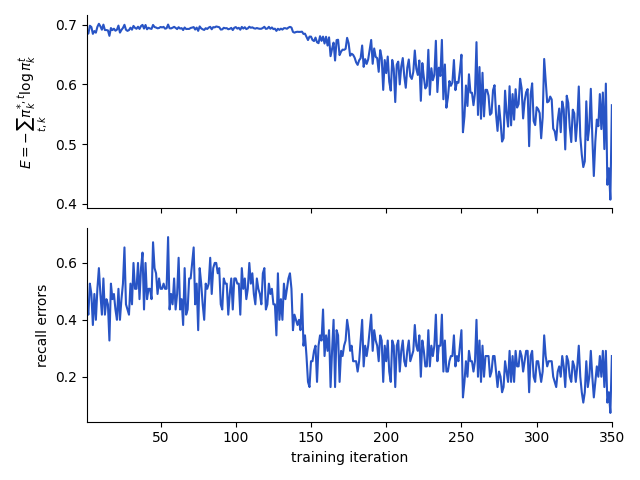 0.7
0.6
0.5
0.4
E = −∑_{t,k} π_k^{*,t} log π_k^t
0.6
0.4
0.2
recall errors
50 100 150 200 250 300 350
training iteration